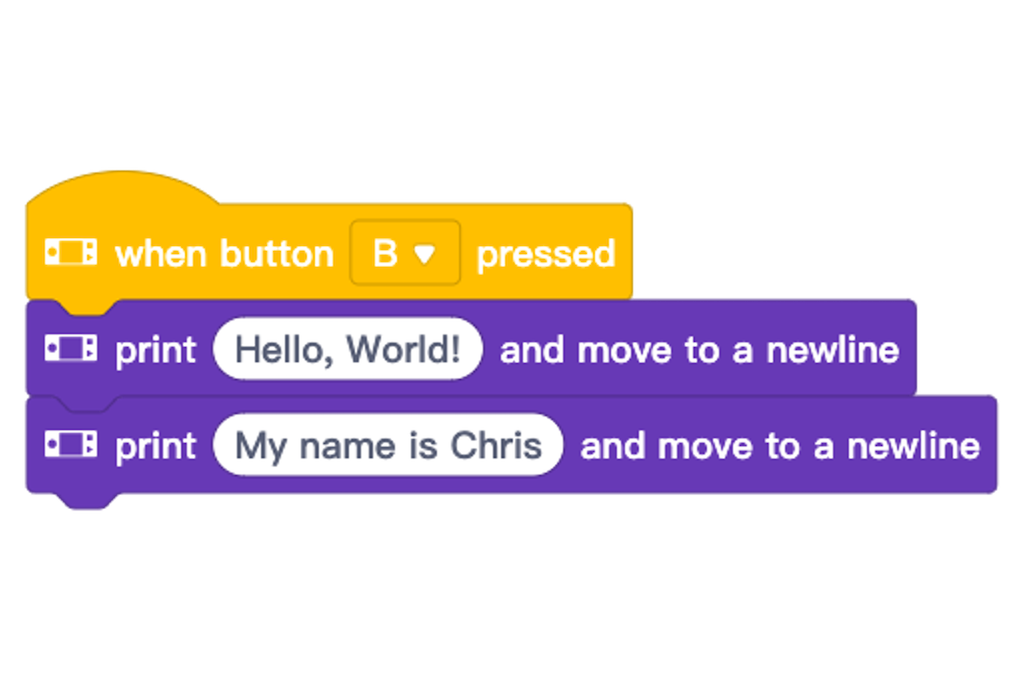 when button B pressed
print Hello, World! and move to a newline
print My name is Chris and move to a newline